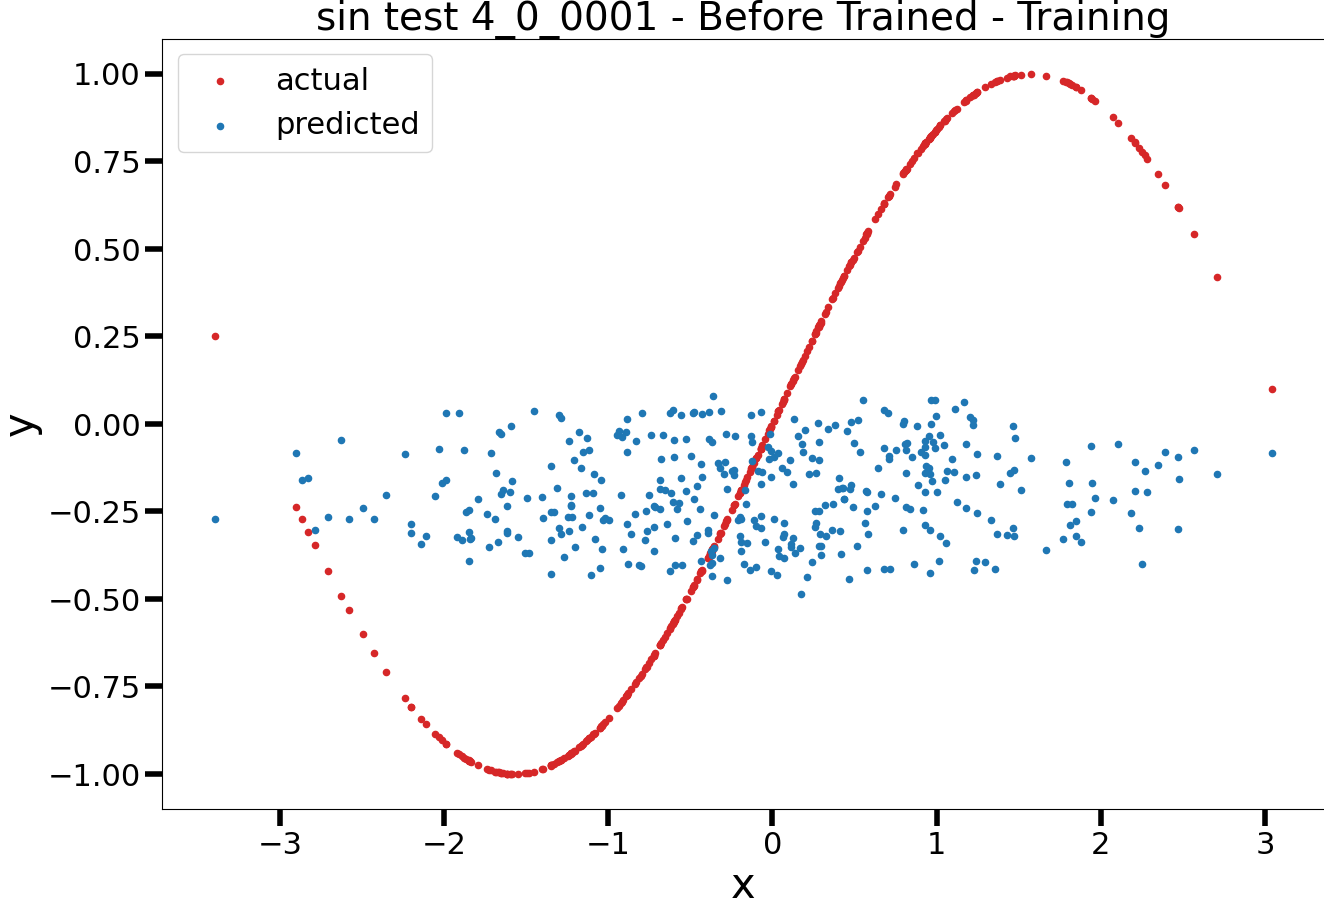 sin test 4_0_0001 - Before Trained - Training
actual
predicted
1.00
0.75
0.50
0.25
0.00
−0.25
−0.50
−0.75
−1.00
y
−3 −2 −1 0 1 2 3
x